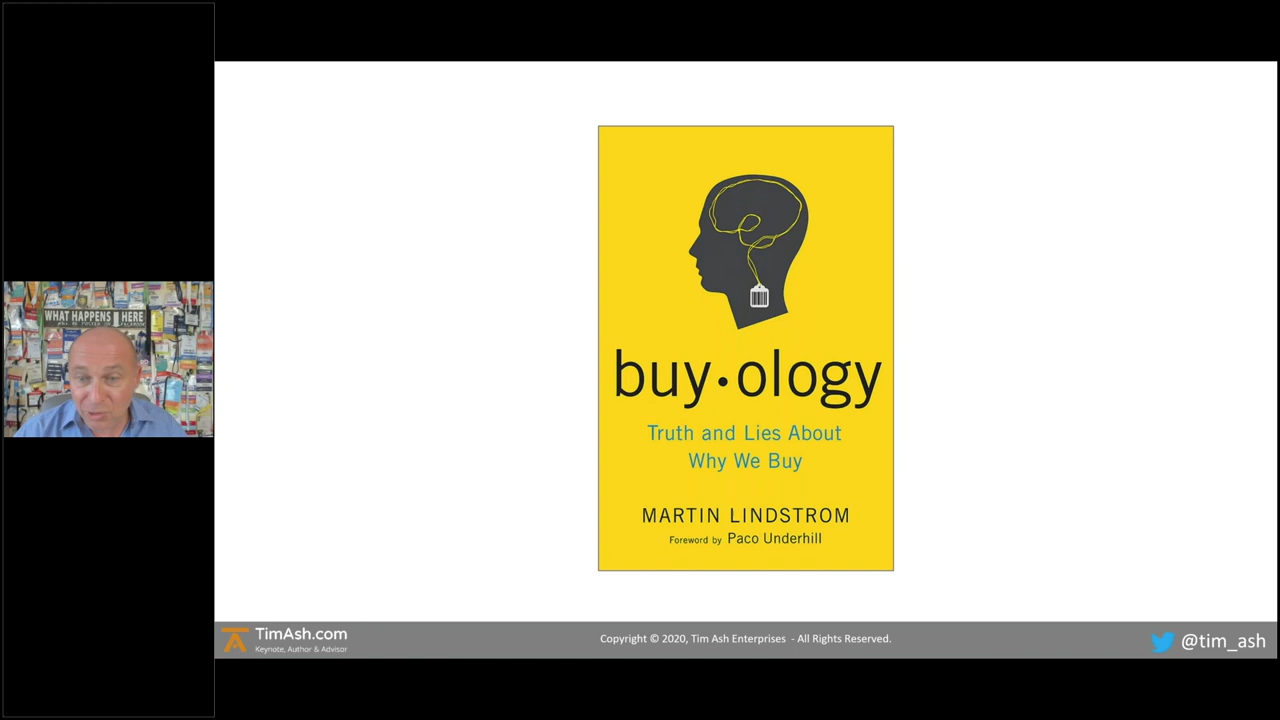 WHAT HAPPENS HERE
buy•ology
Truth and Lies About
Why We Buy
MARTIN LINDSTROM
Foreword by Paco Underhill
TimAsh.com
Keynote, Author & Advisor
Copyright © 2020, Tim Ash Enterprises - All Rights Reserved.
@tim_ash